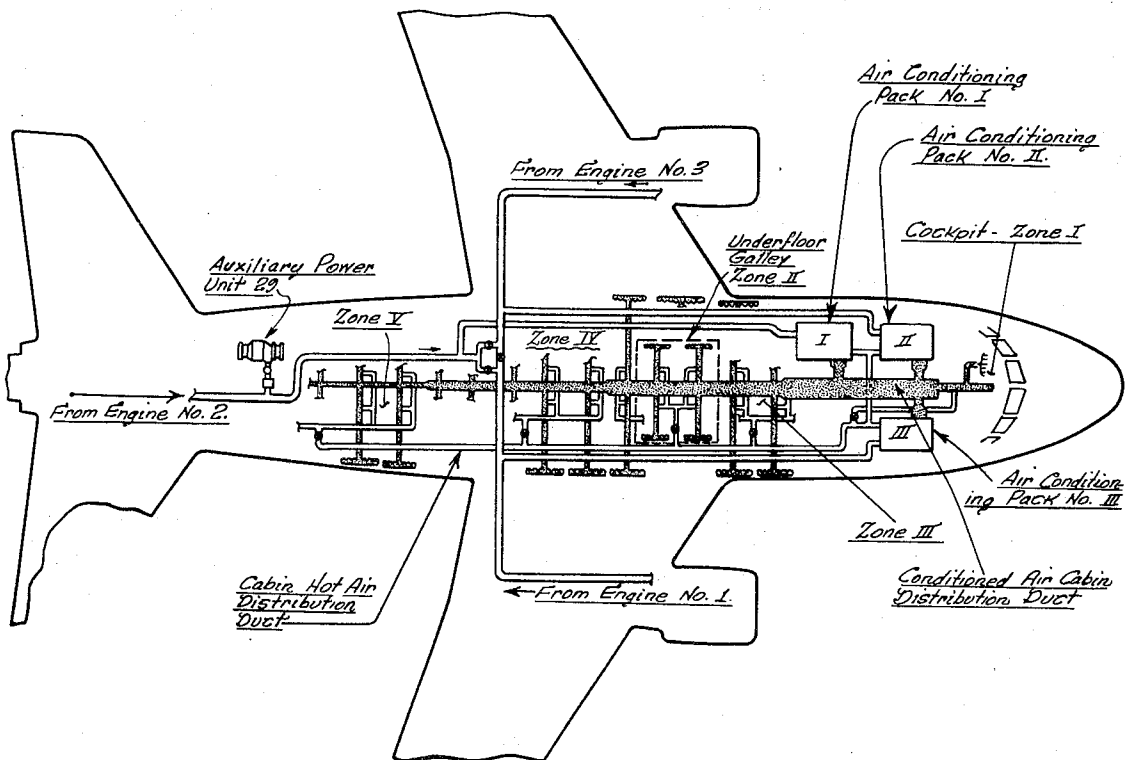 Air Conditioning
Pack No. I
Air Conditioning
Pack No. II.
From Engine No. 3
Cockpit - Zone I
Underfloor
Galley
Zone II
Auxiliary Power
Unit 29
Zone V
Zone IV
I
II
From Engine No. 2.
III
Air Condition
ing Pack No. III
Zone III
Cabin Hot Air
Distribution
Duct
From Engine No. 1.
Conditioned Air Cabin
Distribution Duct